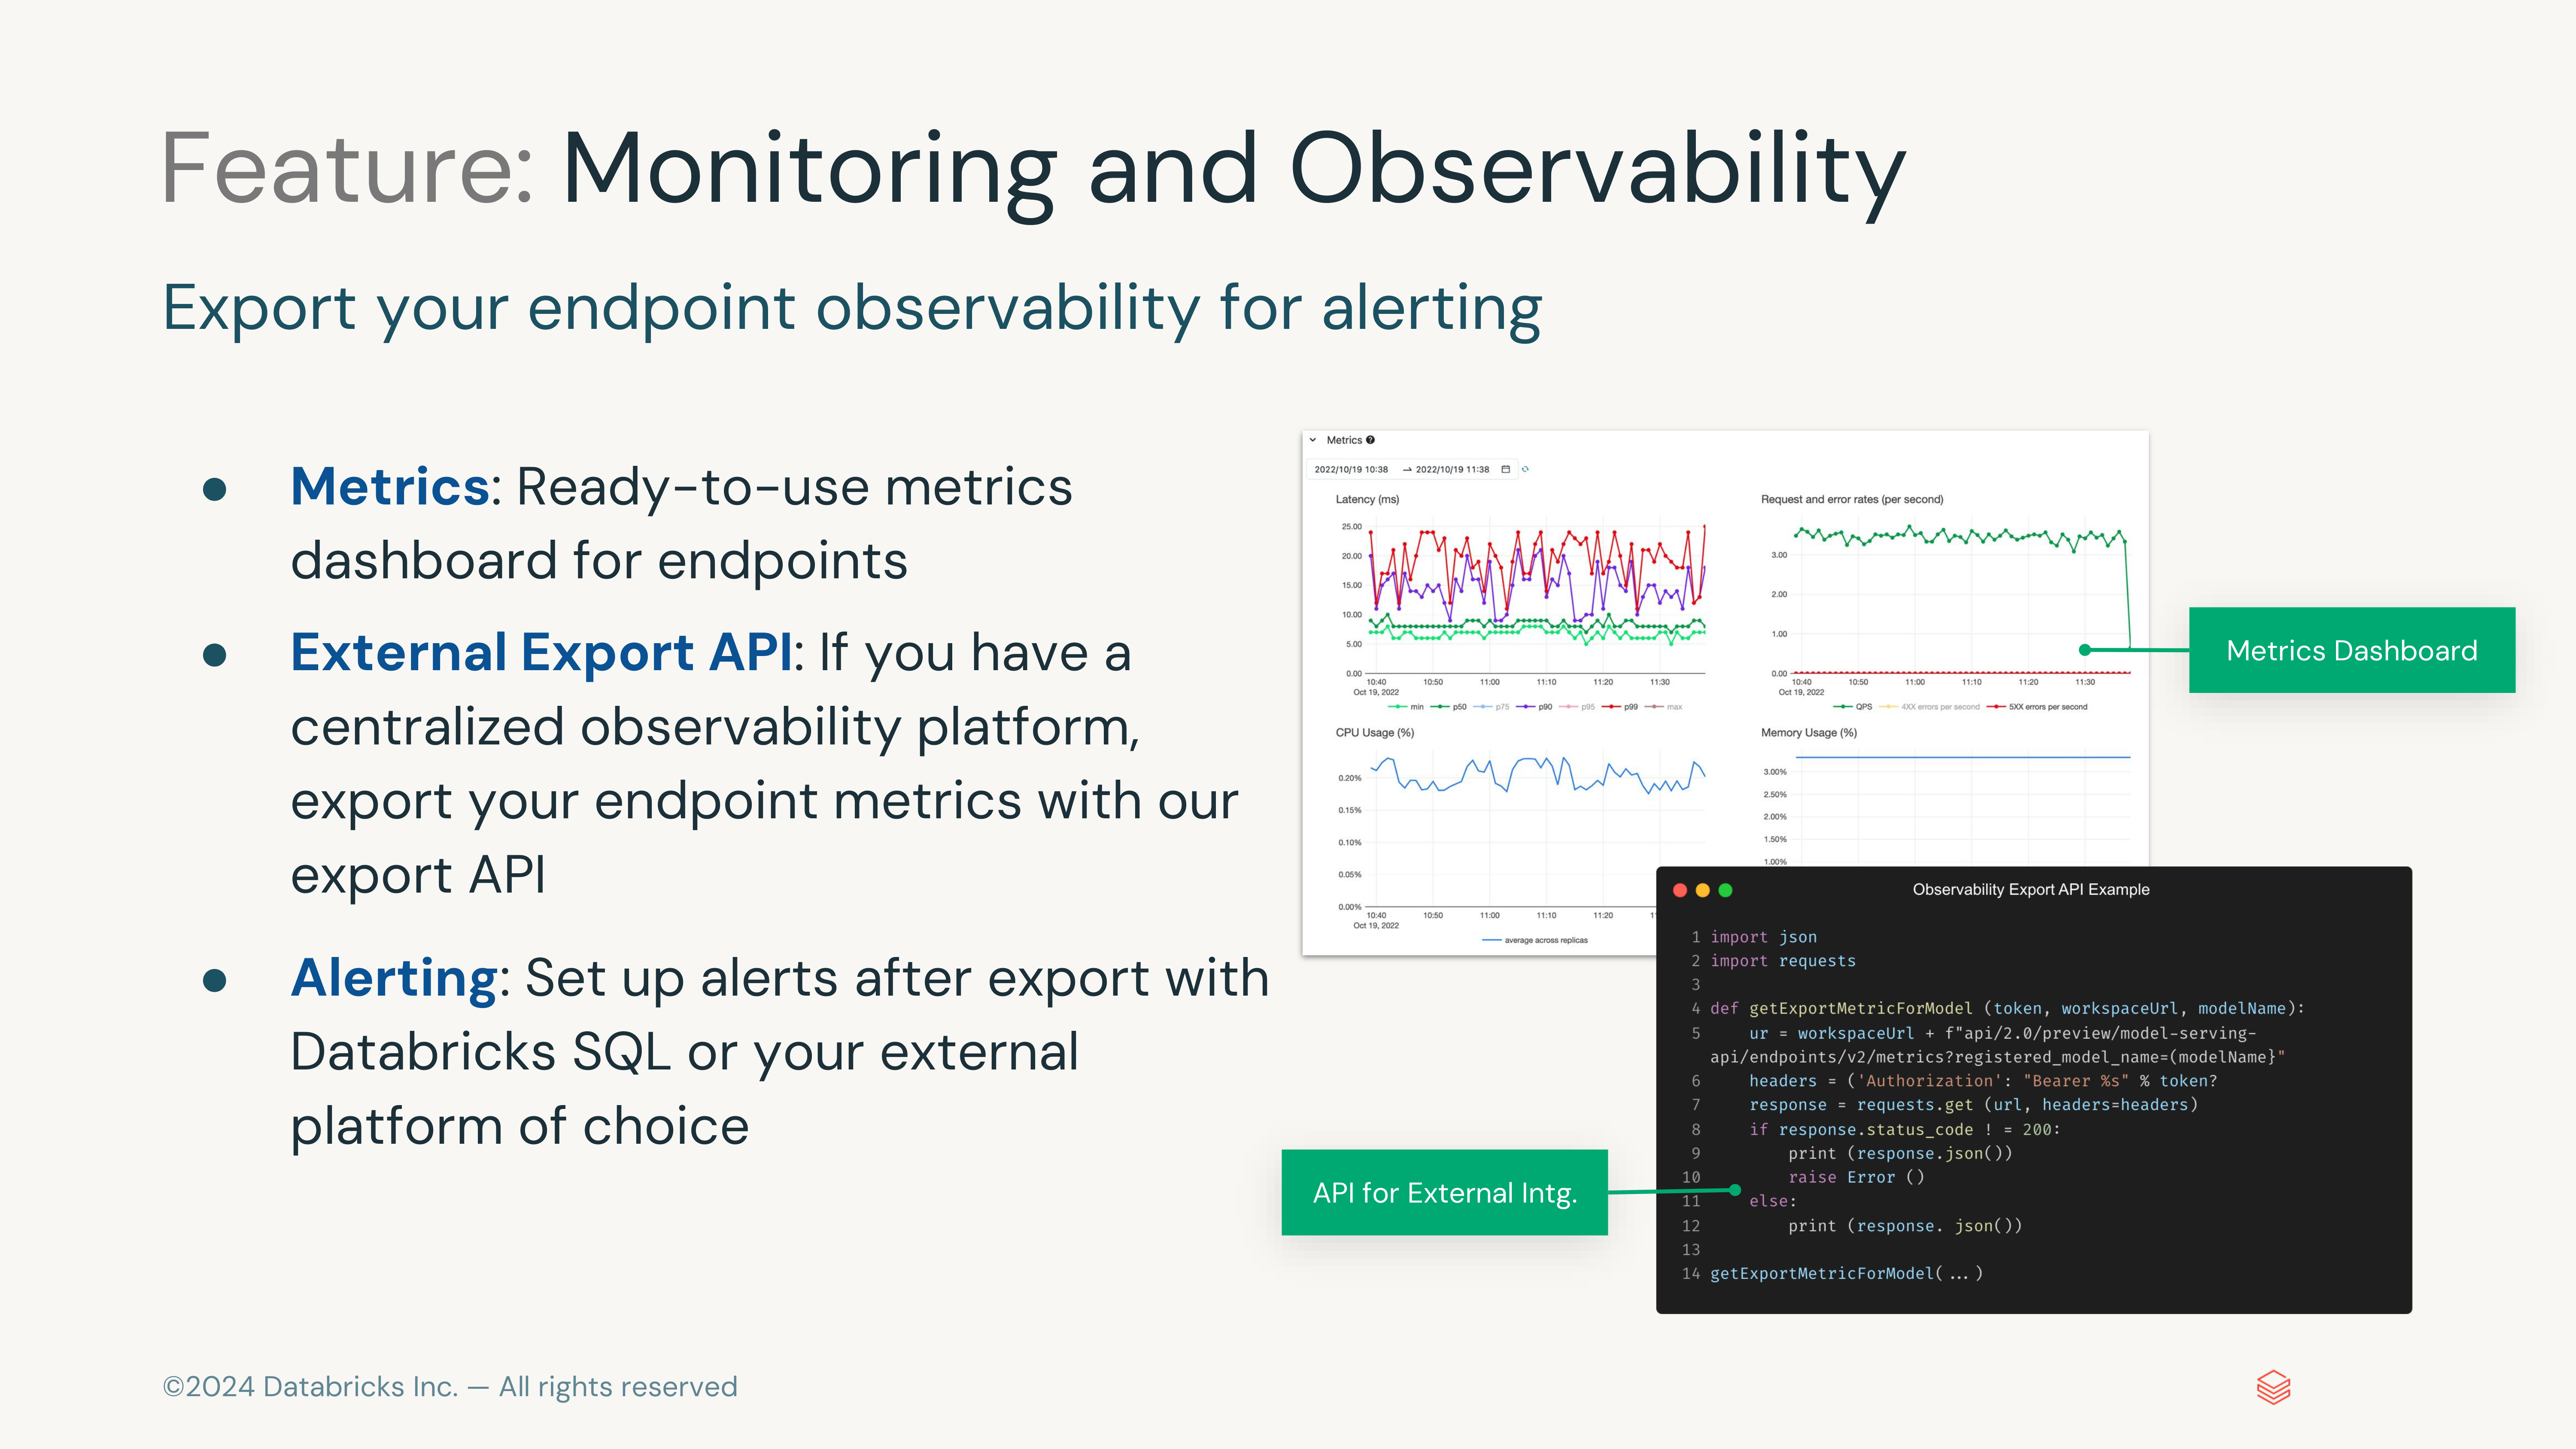 Feature: Monitoring and Observability
Export your endpoint observability for alerting
● Metrics: Ready-to-use metrics
dashboard for endpoints
● External Export API: If you have a
centralized observability platform,
export your endpoint metrics with our
export API
● Alerting: Set up alerts after export with
Databricks SQL or your external
platform of choice
Metrics
2022/10/19 10:38 → 2022/10/19 11:38
Latency (ms)
25.00
20.00
15.00
10.00
5.00
0.00
10:40 10:50 11:00 11:10 11:20 11:30
Oct 19, 2022
min p50 p75 p90 p95 p99 max
Request and error rates (per second)
3.00
2.00
1.00
0.00
10:40 10:50 11:00 11:10 11:20 11:30
Oct 19, 2022
QPS 4XX errors per second 5XX errors per second
CPU Usage (%)
0.20%
0.15%
0.10%
0.05%
0.00%
10:40 10:50 11:00 11:10 11:20
Oct 19, 2022
average across replicas
Memory Usage (%)
3.00%
2.50%
2.00%
1.50%
1.00%
Metrics Dashboard
Observability Export API Example
1 import json
2 import requests
3
4 def getExportMetricForModel (token, workspaceUrl, modelName):
5 ur = workspaceUrl + f"api/2.0/preview/model-serving-
api/endpoints/v2/metrics?registered_model_name=(modelName}"
6 headers = ('Authorization': "Bearer %s" % token?
7 response = requests.get (url, headers=headers)
8 if response.status_code ! = 200:
9 print (response.json())
10 raise Error ()
11 else:
12 print (response. json())
13
14 getExportMetricForModel( ... )
API for External Intg.
©2024 Databricks Inc. — All rights reserved